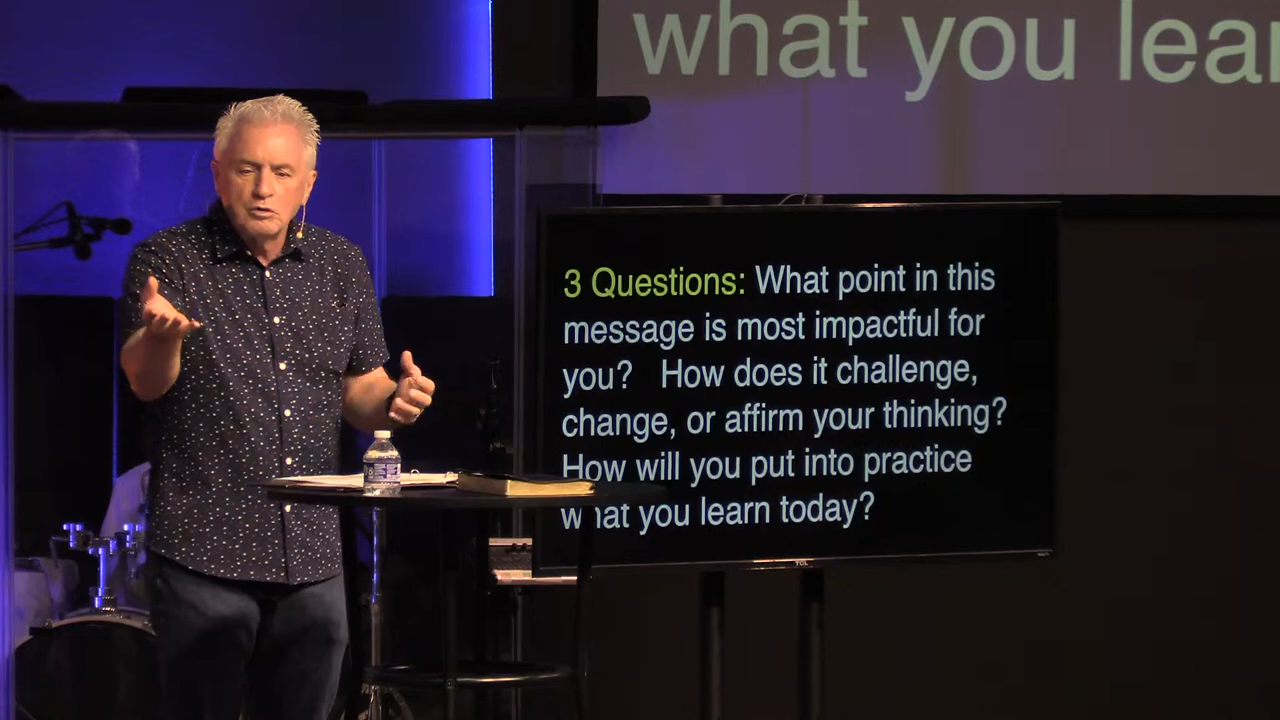 what you lear
3 Questions: What point in this
message is most impactful for
you? How does it challenge,
change, or affirm your thinking?
How will you put into practice
what you learn today?
TCL